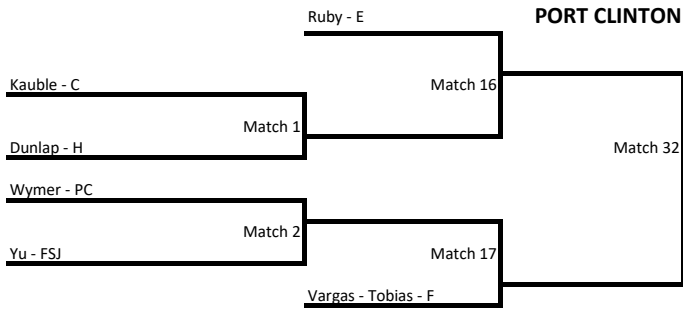 Ruby - E
PORT CLINTON
Kauble - C
Match 16
Match 1
Dunlap - H
Match 32
Wymer - PC
Match 2
Yu - FSJ
Match 17
Vargas - Tobias - F